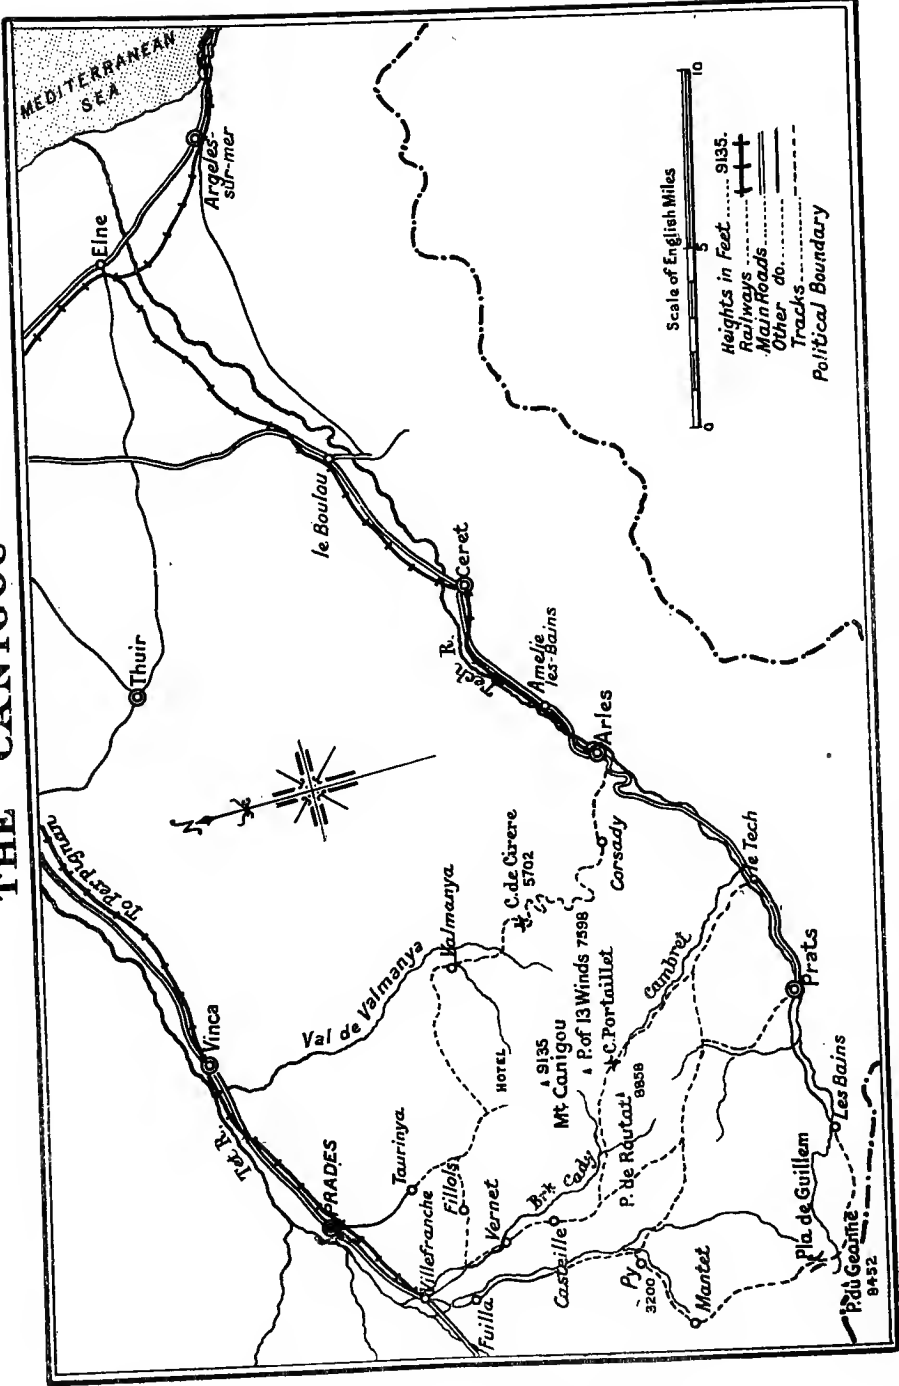 THE CANIGOU
MEDITERRANEAN
SEA
Argelès-
sur-mer
Elne
le Boulou
Ceret
Tech R.
Amelie
les-Bains
Arles
Thuir
N
To Perpignan
Vinca
Tet. R.
PRADES
Val de Valmanya
Valmanya
C. de Cirere
5702
Corsady
HOTEL
9135
Mt Canigou
P. of 13 Winds 7598
C. Portaillet
Cambret
le Tech
Prats
Les Bains
Taurinya
Fillols
Villefranche
Vernet
Fuilla
Casteille
Cady
P. de Rautat
8858
Py
3200
Mantet
Pla de Guillem
P. du Geanne
8452
Scale of English Miles
0 5 10
Heights in Feet 9135.
Railways
Main Roads
Other do.
Tracks
Political Boundary